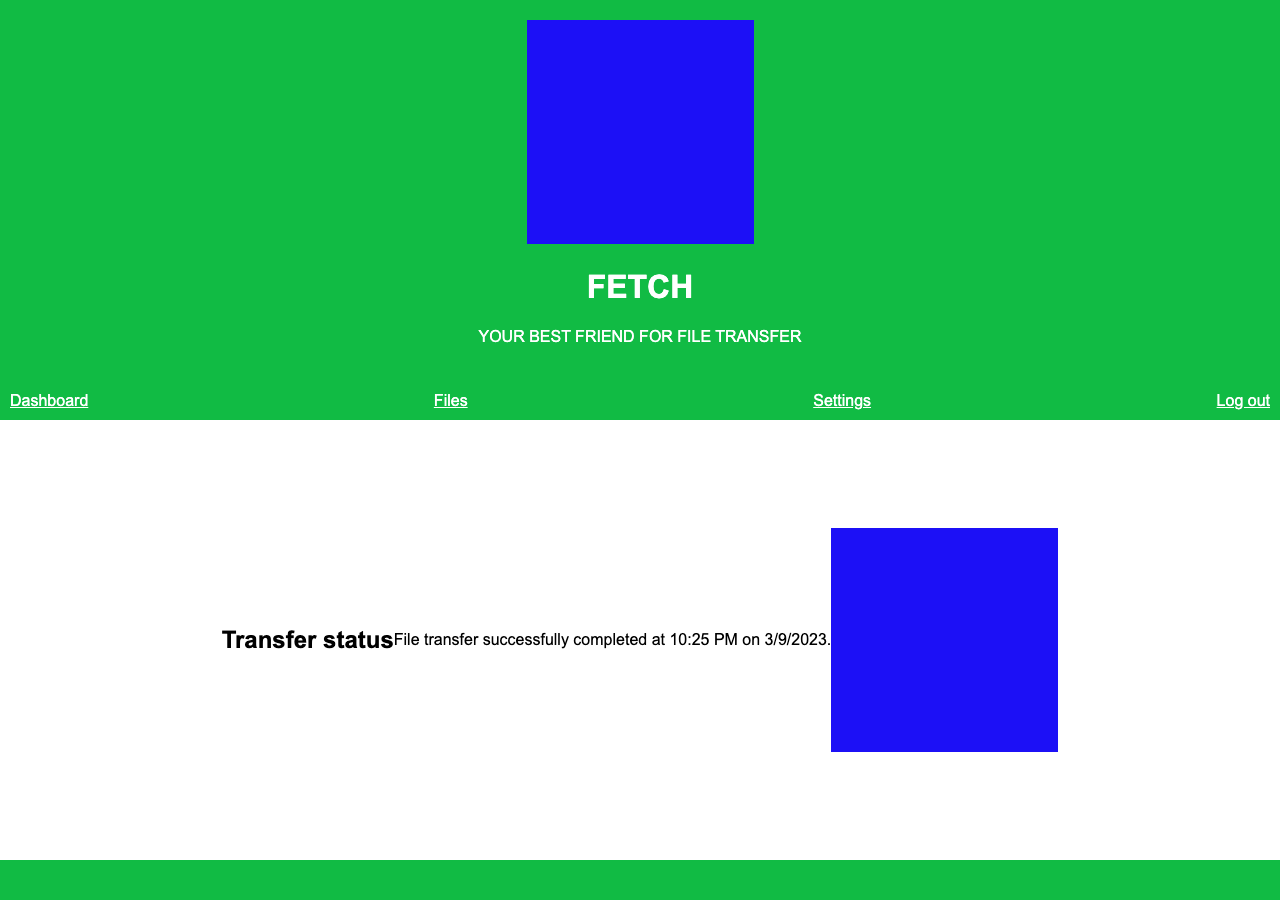 FETCH
YOUR BEST FRIEND FOR FILE TRANSFER
Dashboard
Files
Settings
Log out
Transfer status
File transfer successfully completed at 10:25 PM on 3/9/2023.